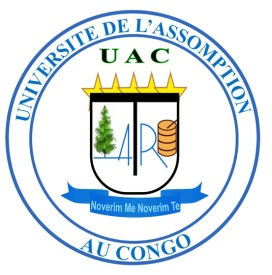 UNIVERSITE DE L'ASSOMPTION
UAC
Noverim Me Noverim Te
AU CONGO